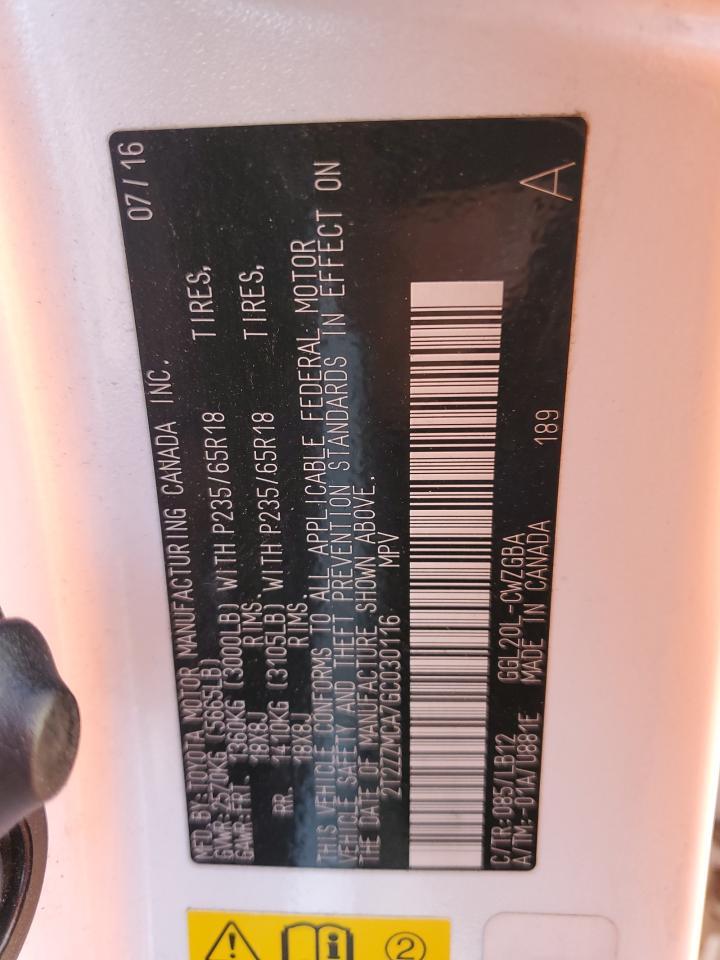 MFD. BY: TOYOTA MOTOR MANUFACTURING CANADA INC. 07/16
GWR: 2570KG (5665LB)
GAWR: FRT. 1360KG (3000LB) WITH P235/65R18 TIRES,
18X8J RIMS.
RR. 1410KG (3105LB) WITH P235/65R18 TIRES,
18X8J RIMS.
THIS VEHICLE CONFORMS TO ALL APPLICABLE FEDERAL MOTOR
VEHICLE SAFETY AND THEFT PREVENTION STANDARDS IN EFFECT ON
THE DATE OF MANUFACTURE SHOWN ABOVE.
2T2ZZMCA7GC030116 MPV
C/TR: 085/LB12 GGL20L-CWZGBA
A/TM: -01A/U881E MADE IN CANADA 189 A
2